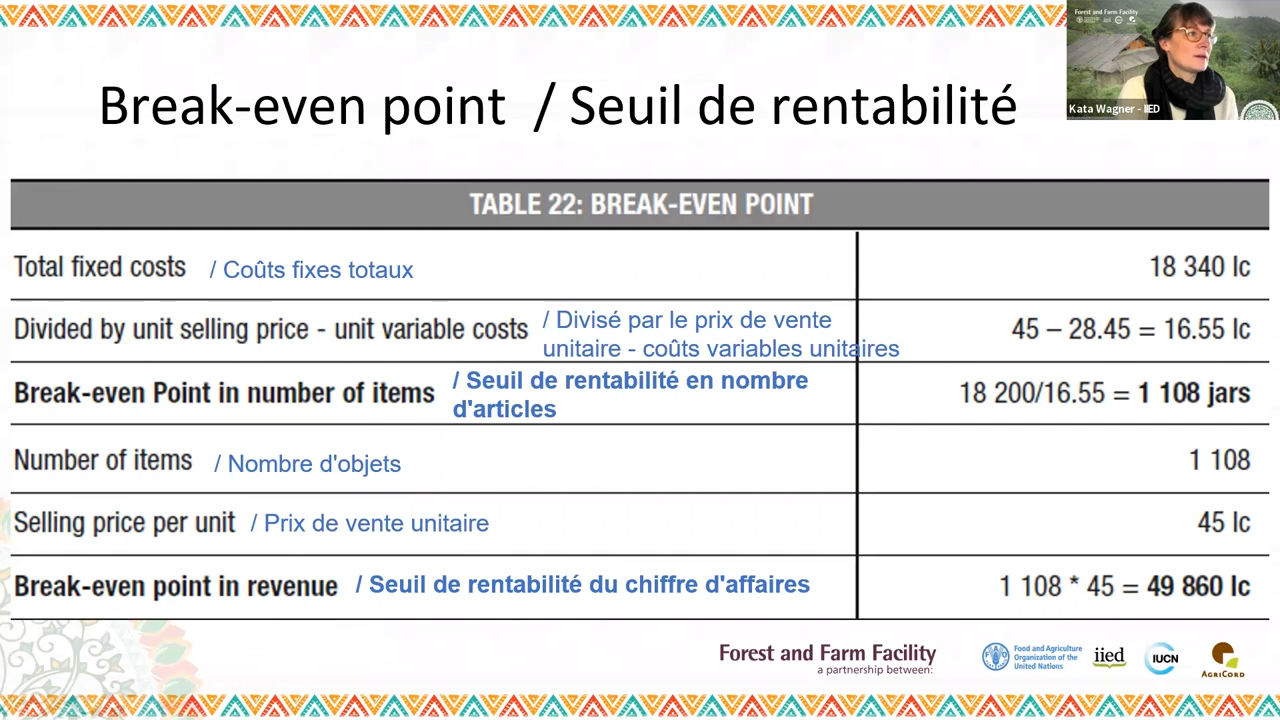 Forest and Farm Facility
Kata Wagner - IIED
Break-even point / Seuil de rentabilité
TABLE 22: BREAK-EVEN POINT
Total fixed costs / Coûts fixes totaux 18 340 lc
Divided by unit selling price - unit variable costs / Divisé par le prix de vente
unitaire - coûts variables unitaires 45 – 28.45 = 16.55 lc
Break-even Point in number of items / Seuil de rentabilité en nombre
d'articles 18 200/16.55 = 1 108 jars
Number of items / Nombre d'objets 1 108
Selling price per unit / Prix de vente unitaire 45 lc
Break-even point in revenue / Seuil de rentabilité du chiffre d'affaires 1 108 * 45 = 49 860 lc
Forest and Farm Facility
a partnership between:
FAO
Food and Agriculture
Organization of the
United Nations
iied
IUCN
AGRICORD